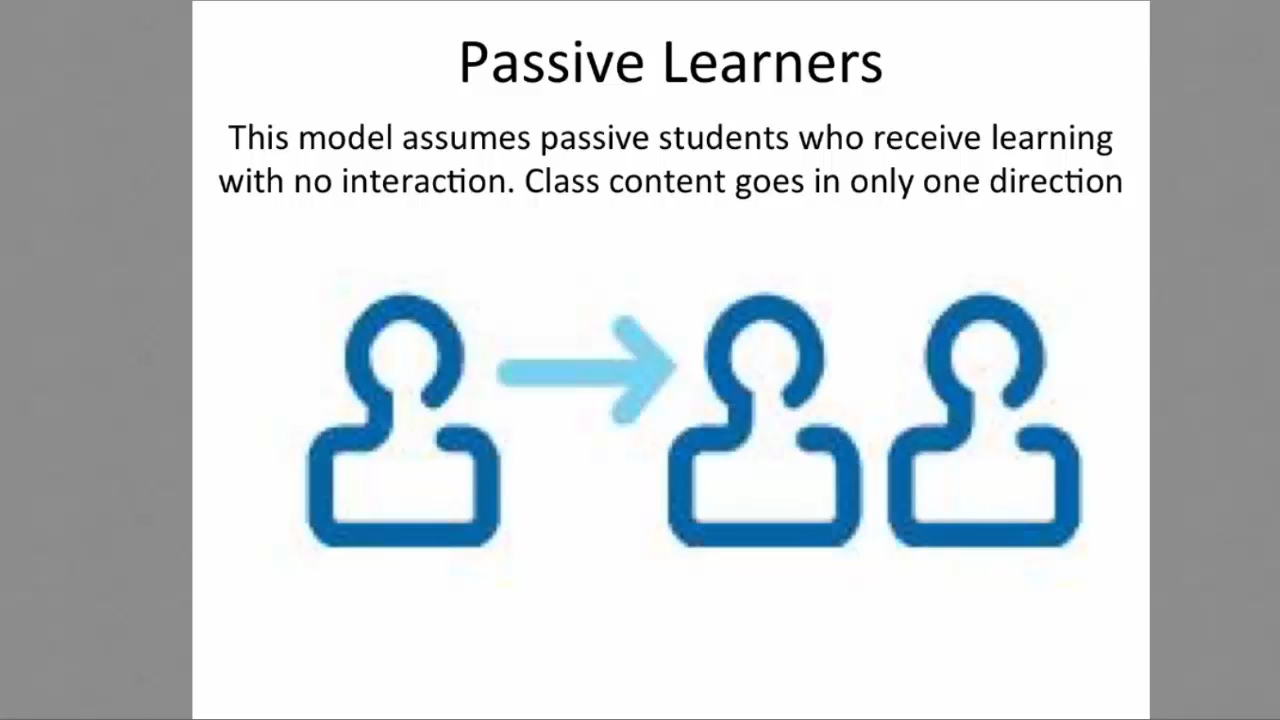 Passive Learners
This model assumes passive students who receive learning
with no interaction. Class content goes in only one direction